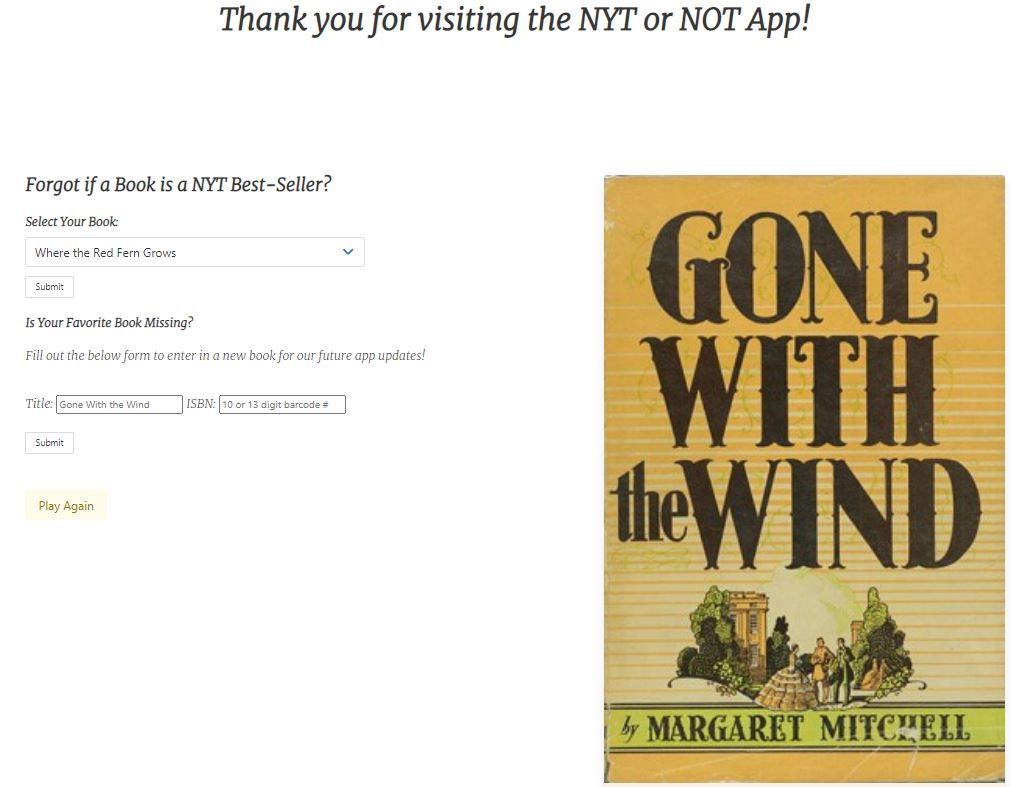 Thank you for visiting the NYT or NOT App!
Forgot if a Book is a NYT Best-Seller?
Select Your Book:
Where the Red Fern Grows
Submit
Is Your Favorite Book Missing?
Fill out the below form to enter in a new book for our future app updates!
Title: Gone With the Wind ISBN: 10 or 13 digit barcode #
Submit
Play Again
GONE
WITH
the WIND
by MARGARET MITCHELL